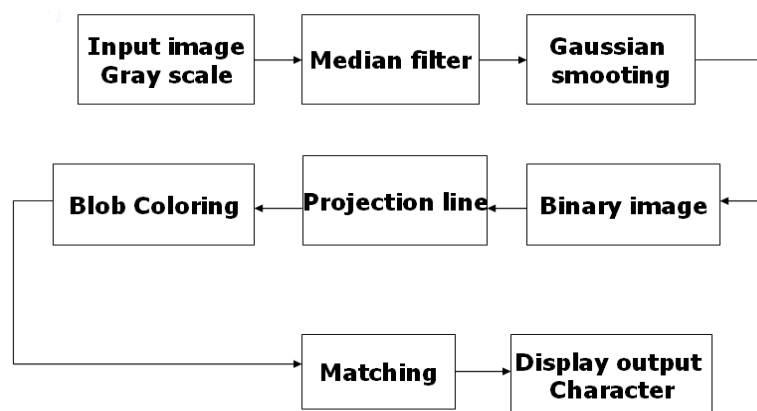 Input image
Gray scale
Median filter
Gaussian
smooting
Blob Coloring
Projection line
Binary image
Matching
Display output
Character